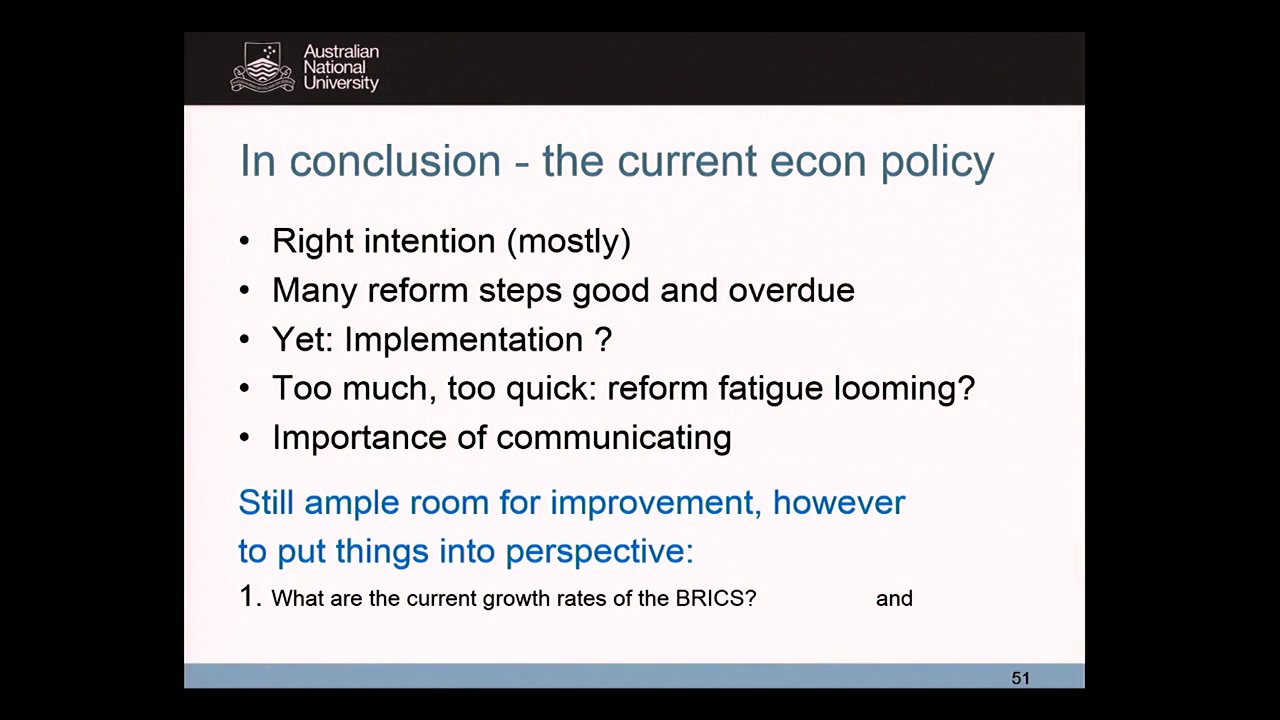 Australian
National
University
In conclusion - the current econ policy
• Right intention (mostly)
• Many reform steps good and overdue
• Yet: Implementation ?
• Too much, too quick: reform fatigue looming?
• Importance of communicating
Still ample room for improvement, however
to put things into perspective:
1. What are the current growth rates of the BRICS? and
51